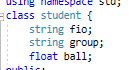 using namespace std;
class student {
string fio;
string group;
float ball;
public: